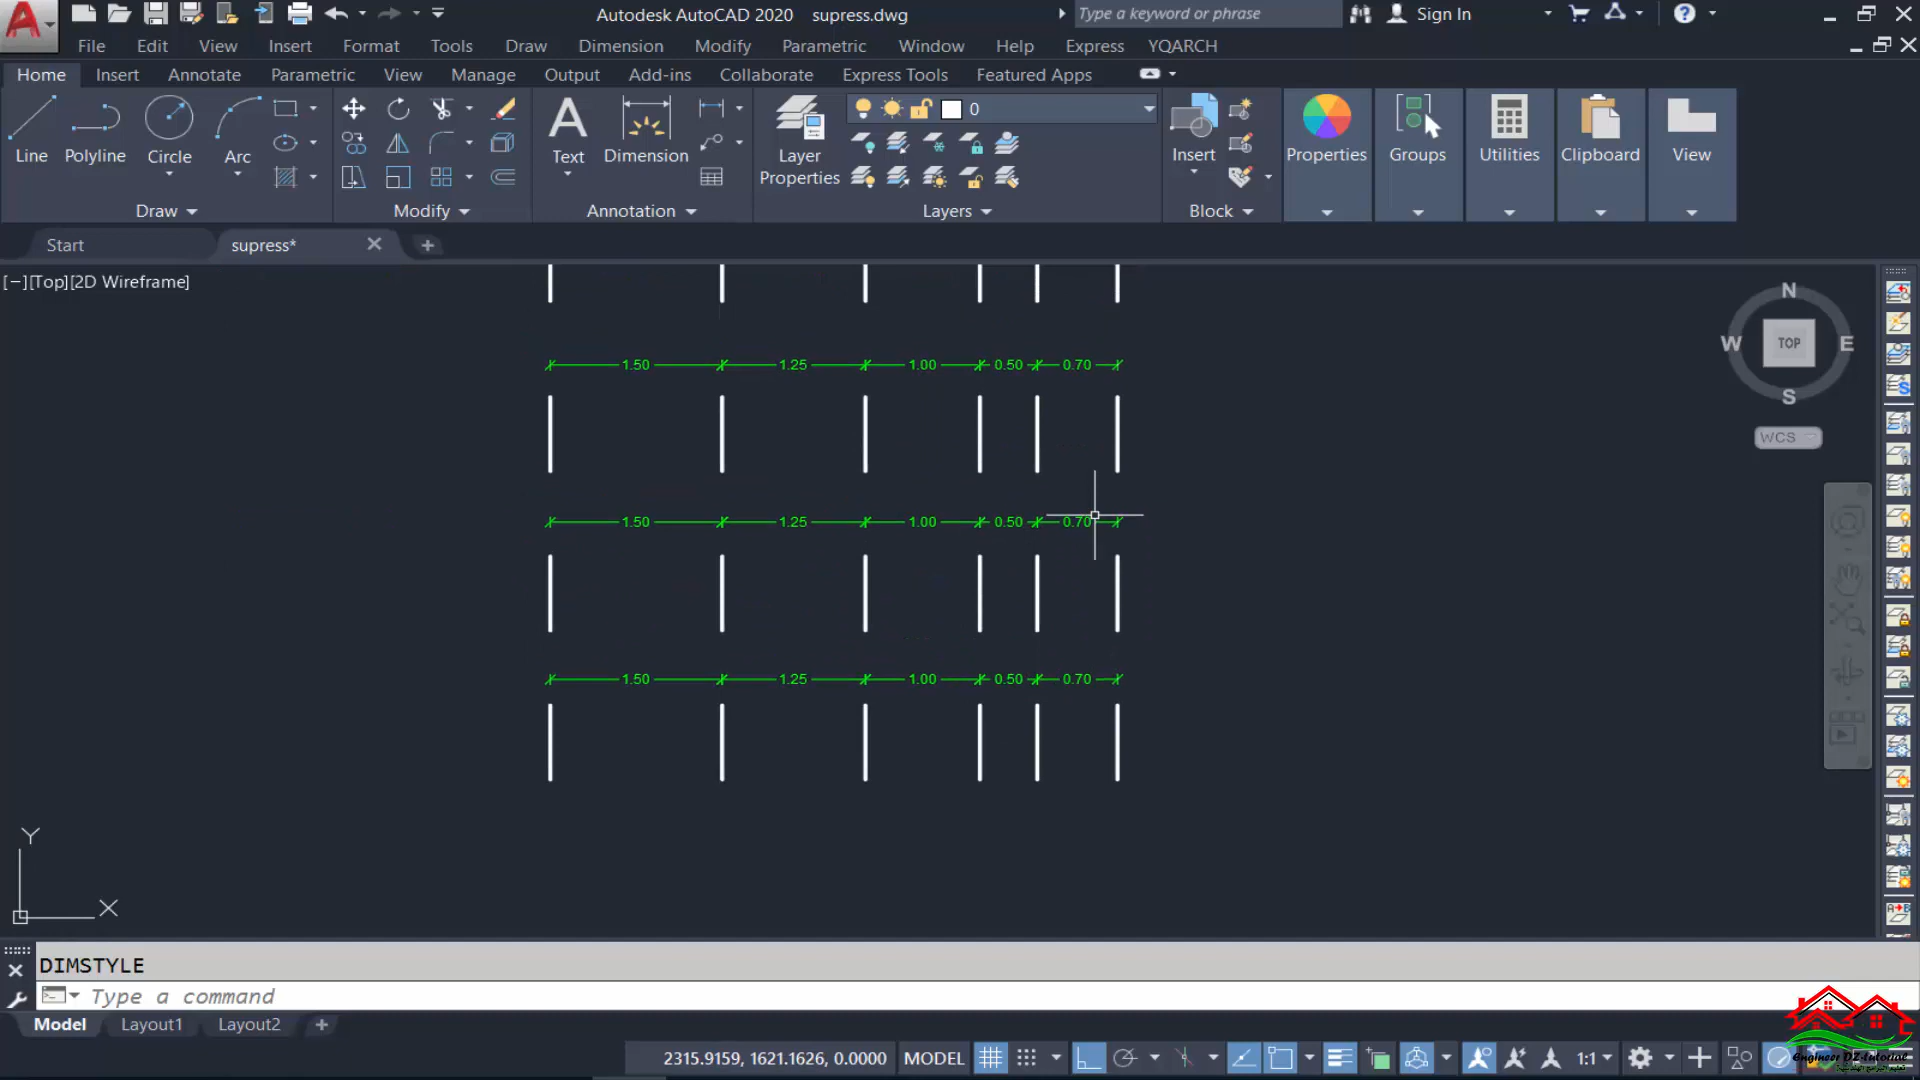 Autodesk AutoCAD 2020 supress.dwg
Type a keyword or phrase
Sign In
File Edit View Insert Format Tools Draw Dimension Modify Parametric Window Help Express YQARCH
Home Insert Annotate Parametric View Manage Output Add-ins Collaborate Express Tools Featured Apps
0
Line Polyline Circle Arc
Text Dimension
Layer Properties
Insert Properties Groups Utilities Clipboard View
Draw Modify Annotation Layers Block
Start supress*
[−][Top][2D Wireframe]
N
W TOP E
S
WCS
1.50 1.25 1.00 0.50 0.70
1.50 1.25 1.00 0.50 0.70
1.50 1.25 1.00 0.50 0.70
Y
X
DIMSTYLE
Type a command
Model Layout1 Layout2
2315.9159, 1621.1626, 0.0000 MODEL 1:1
Engineer DZ-tutorial